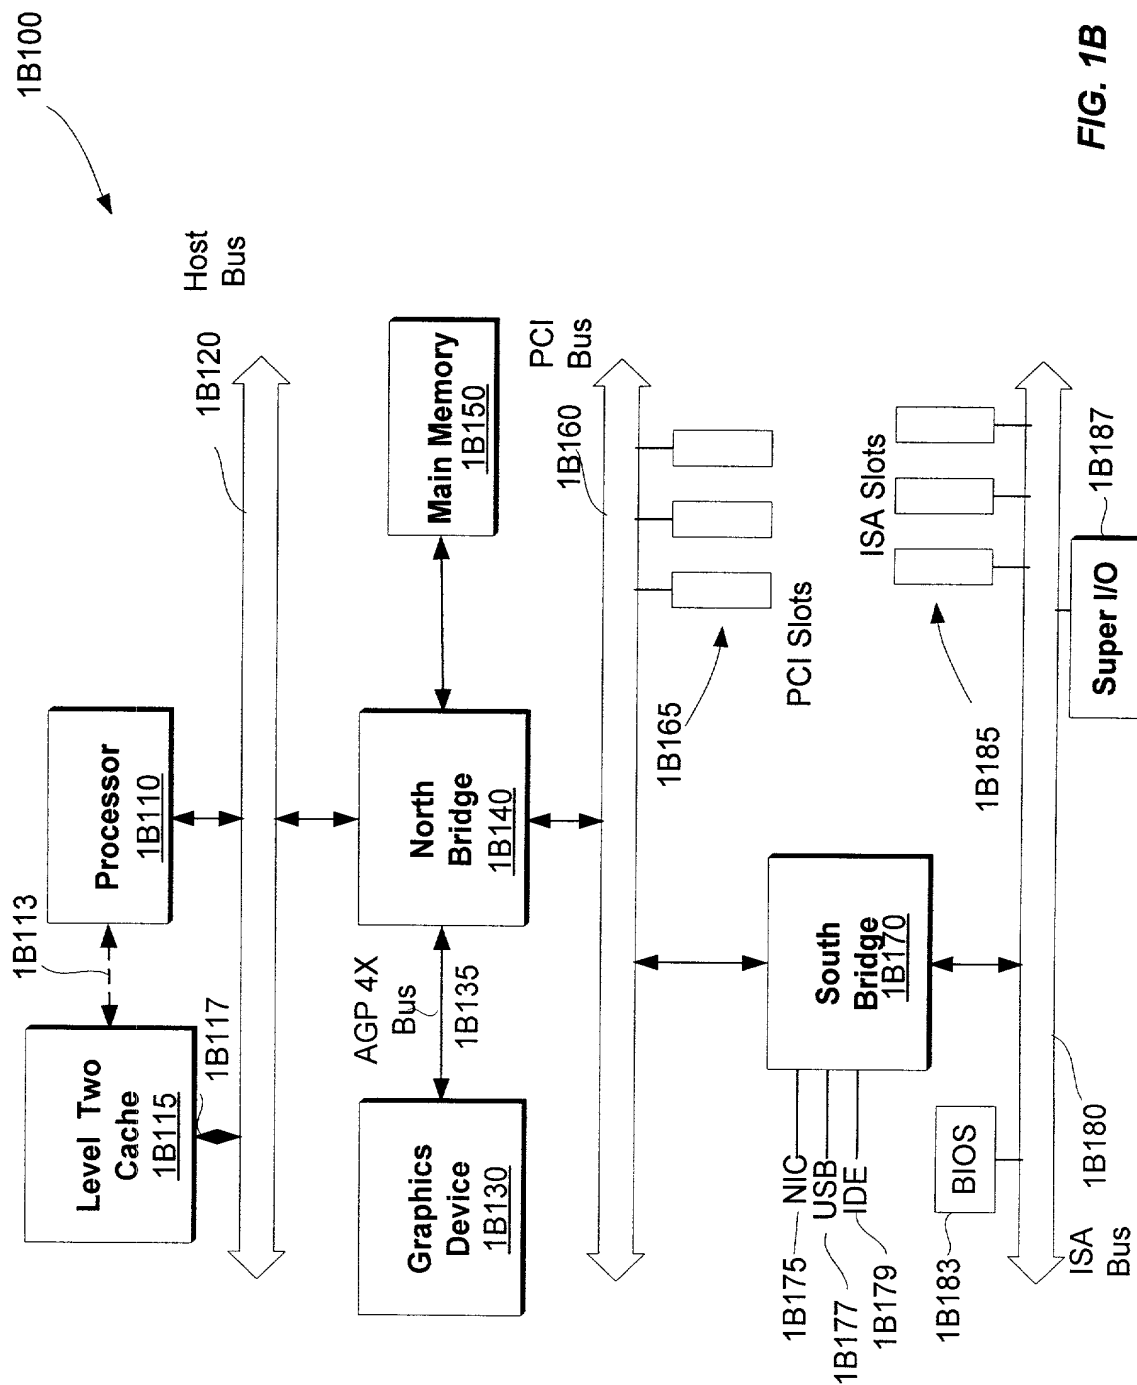 1B100
Host
Bus
1B120
Processor
1B110
1B113
Level Two
Cache
1B115
1B117
Main Memory
1B150
North
Bridge
1B140
AGP 4X
Bus
1B135
Graphics
Device
1B130
PCI
Bus
1B160
1B165
PCI Slots
South
Bridge
1B170
NIC
USB
IDE
1B175
1B177
1B179
ISA Slots
1B185
1B187
Super I/O
BIOS
1B183
1B180
ISA
Bus
FIG. 1B